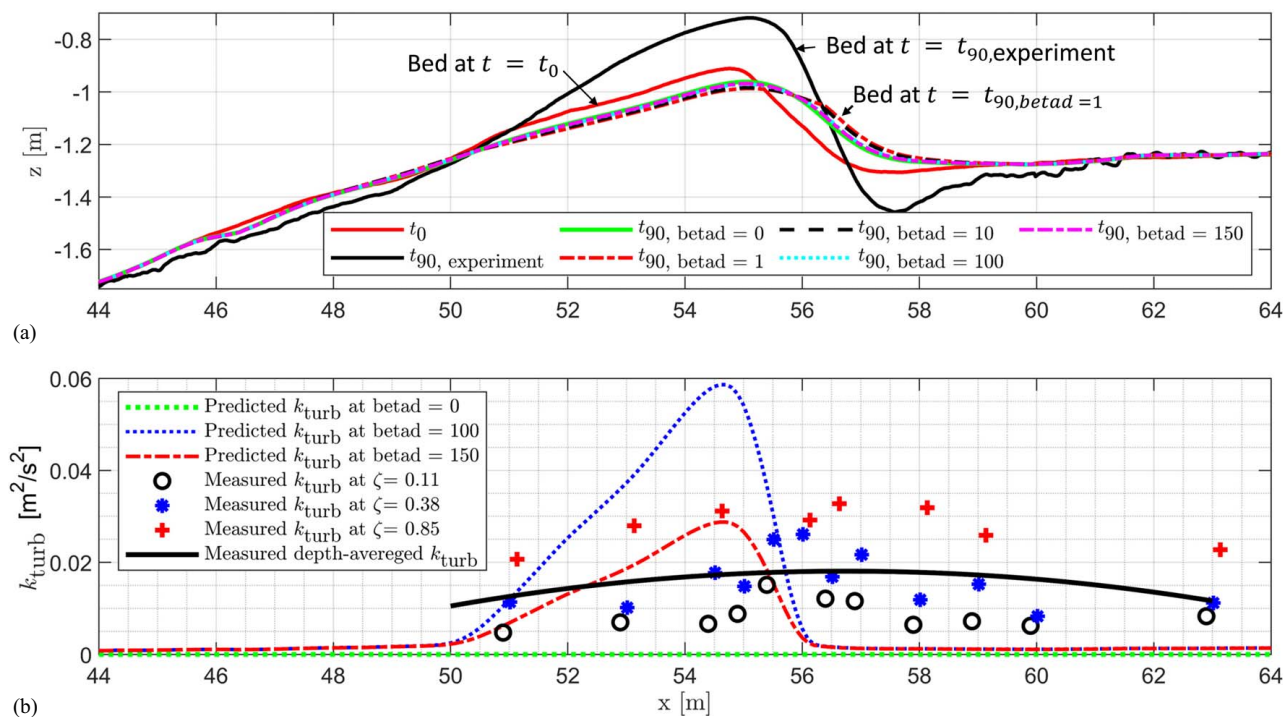 -0.8
-1
-1.2
-1.4
-1.6
z [m]
Bed at t = t0
Bed at t = t90,experiment
Bed at t = t90,betad =1
t0
t90, experiment
t90, betad = 0
t90, betad = 1
t90, betad = 10
t90, betad = 100
t90, betad = 150
44 46 48 50 52 54 56 58 60 62 64
(a)
0.06
0.04
0.02
0
kturb [m²/s²]
Predicted kturb at betad = 0
Predicted kturb at betad = 100
Predicted kturb at betad = 150
Measured kturb at ζ= 0.11
Measured kturb at ζ= 0.38
Measured kturb at ζ= 0.85
Measured depth-avereged kturb
44 46 48 50 52 54 56 58 60 62 64
x [m]
(b)